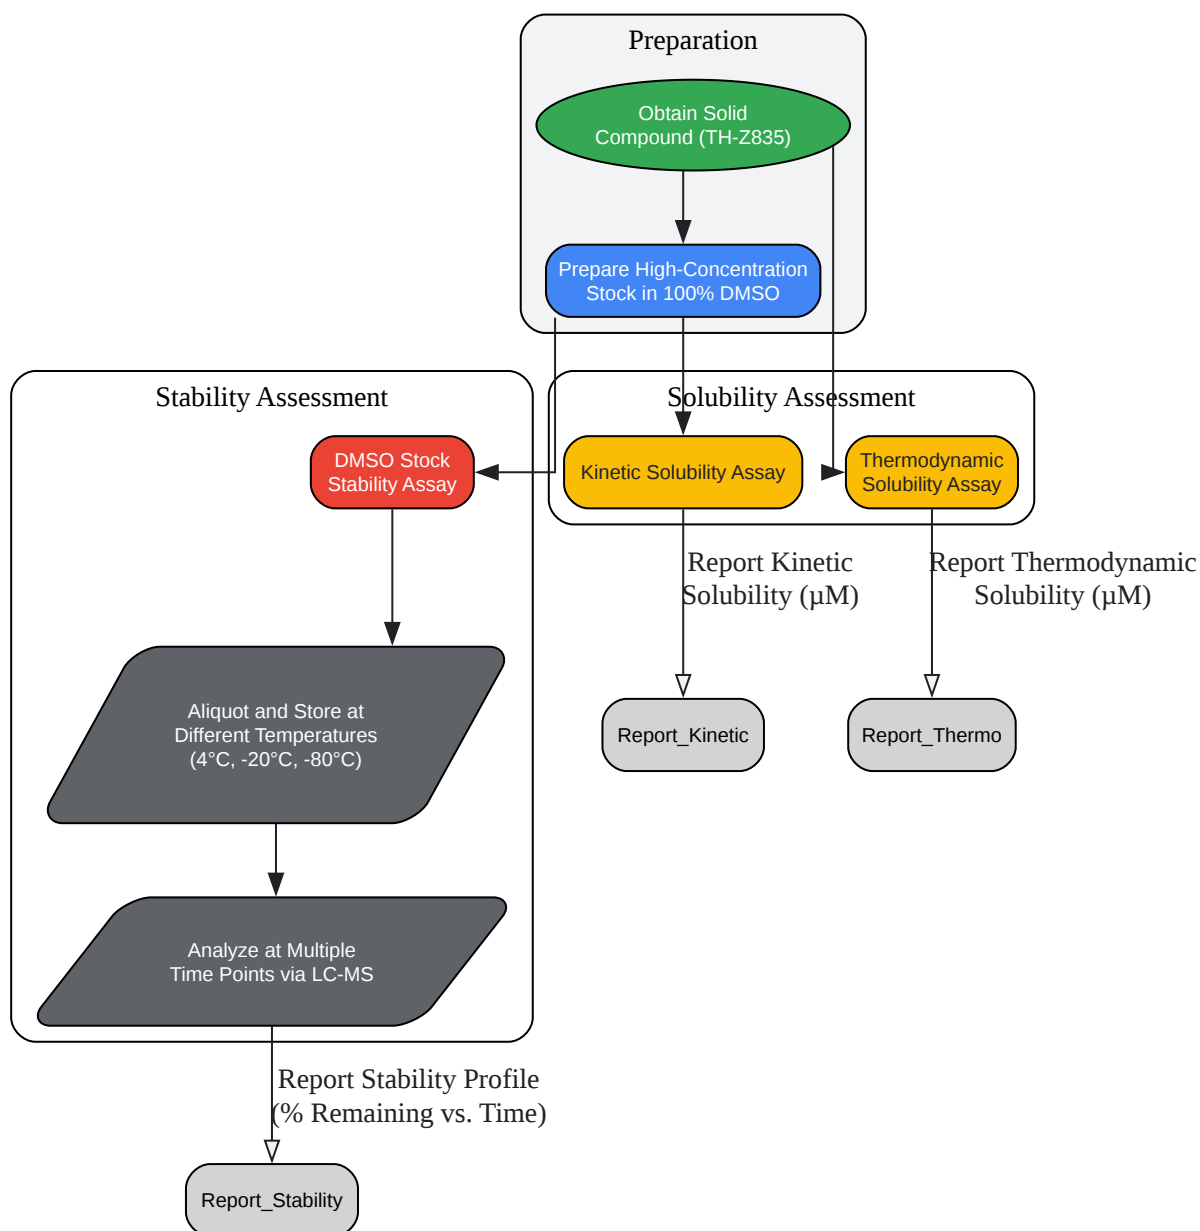 Preparation
Obtain Solid
Compound (TH-Z835)
Prepare High-Concentration
Stock in 100% DMSO
Stability Assessment
Solubility Assessment
DMSO Stock
Stability Assay
Kinetic Solubility Assay
Thermodynamic
Solubility Assay
Report Kinetic
Solubility (µM)
Report Thermodynamic
Solubility (µM)
Aliquot and Store at
Different Temperatures
(4°C, -20°C, -80°C)
Report_Kinetic
Report_Thermo
Analyze at Multiple
Time Points via LC-MS
Report Stability Profile
(% Remaining vs. Time)
Report_Stability